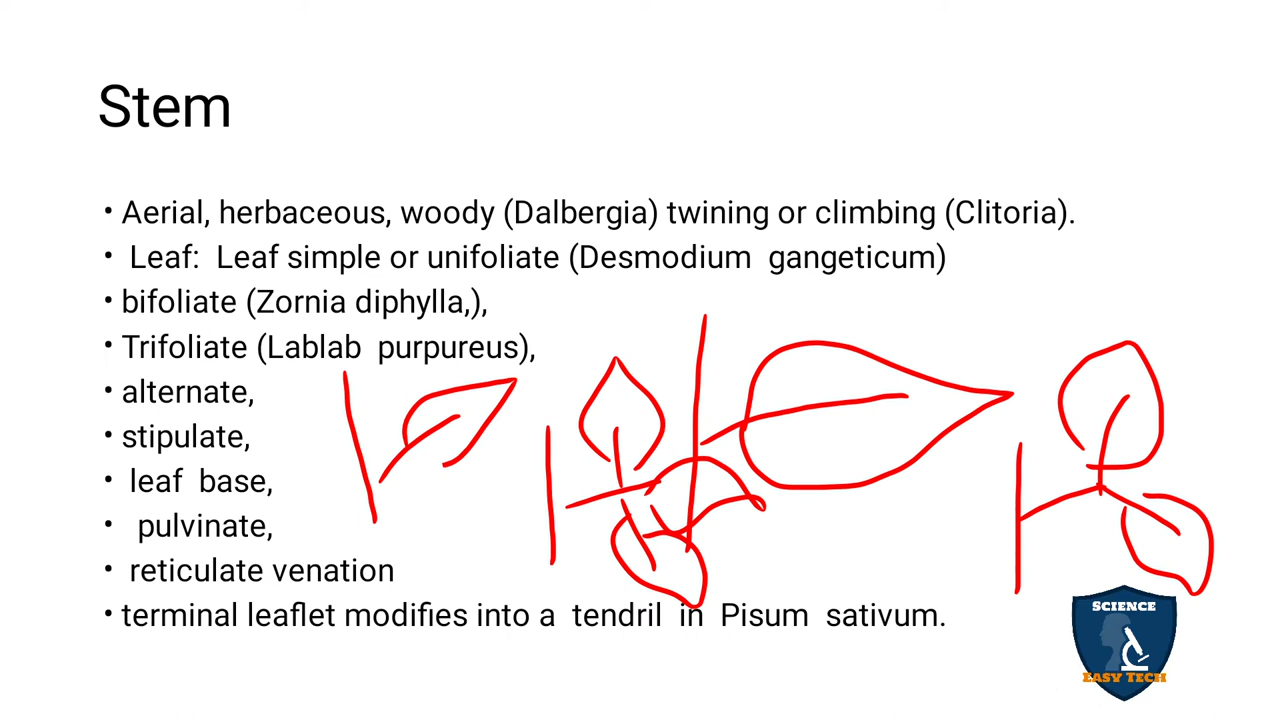 Stem
• Aerial, herbaceous, woody (Dalbergia) twining or climbing (Clitoria).
• Leaf: Leaf simple or unifoliate (Desmodium gangeticum)
• bifoliate (Zornia diphylla,),
• Trifoliate (Lablab purpureus),
• alternate,
• stipulate,
• leaf base,
• pulvinate,
• reticulate venation
• terminal leaflet modifies into a tendril in Pisum sativum.
SCIENCE
EASY TECH